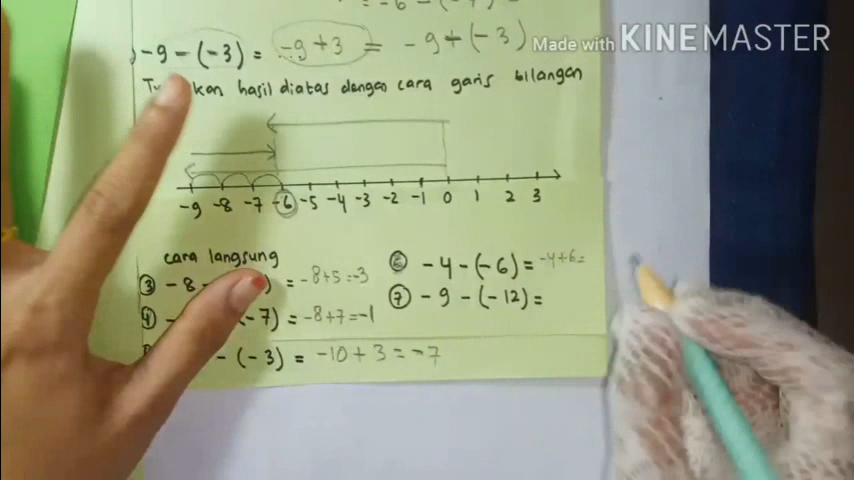 = -6 -
-9 - (-3) = -9 + 3 = -9 + (-3)
Made with KINEMASTER
hasil diatas dengan cara garis bilangan
-9 -8 -7 -6 -5 -4 -3 -2 -1 0 1 2 3
cara langsung
③ -8 - ) = -8+5 = -3
④ - -7) = -8+7 = -1
- (-3) = -10 + 3 = -7
⑥ -4 - (-6) = -4+6=
⑦ -9 - (-12) =